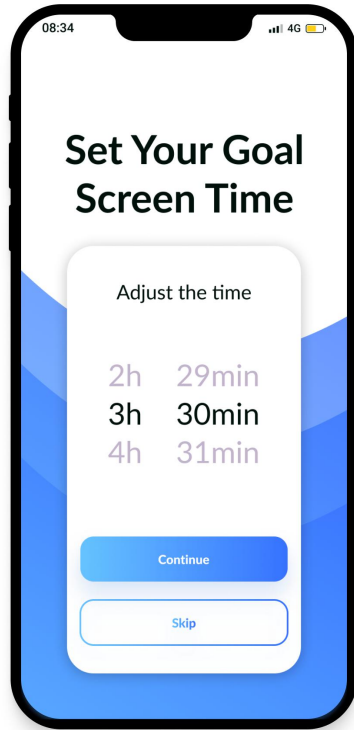 08:34 4G
Set Your Goal
Screen Time
Adjust the time
2h 29min
3h 30min
4h 31min
Continue
Skip